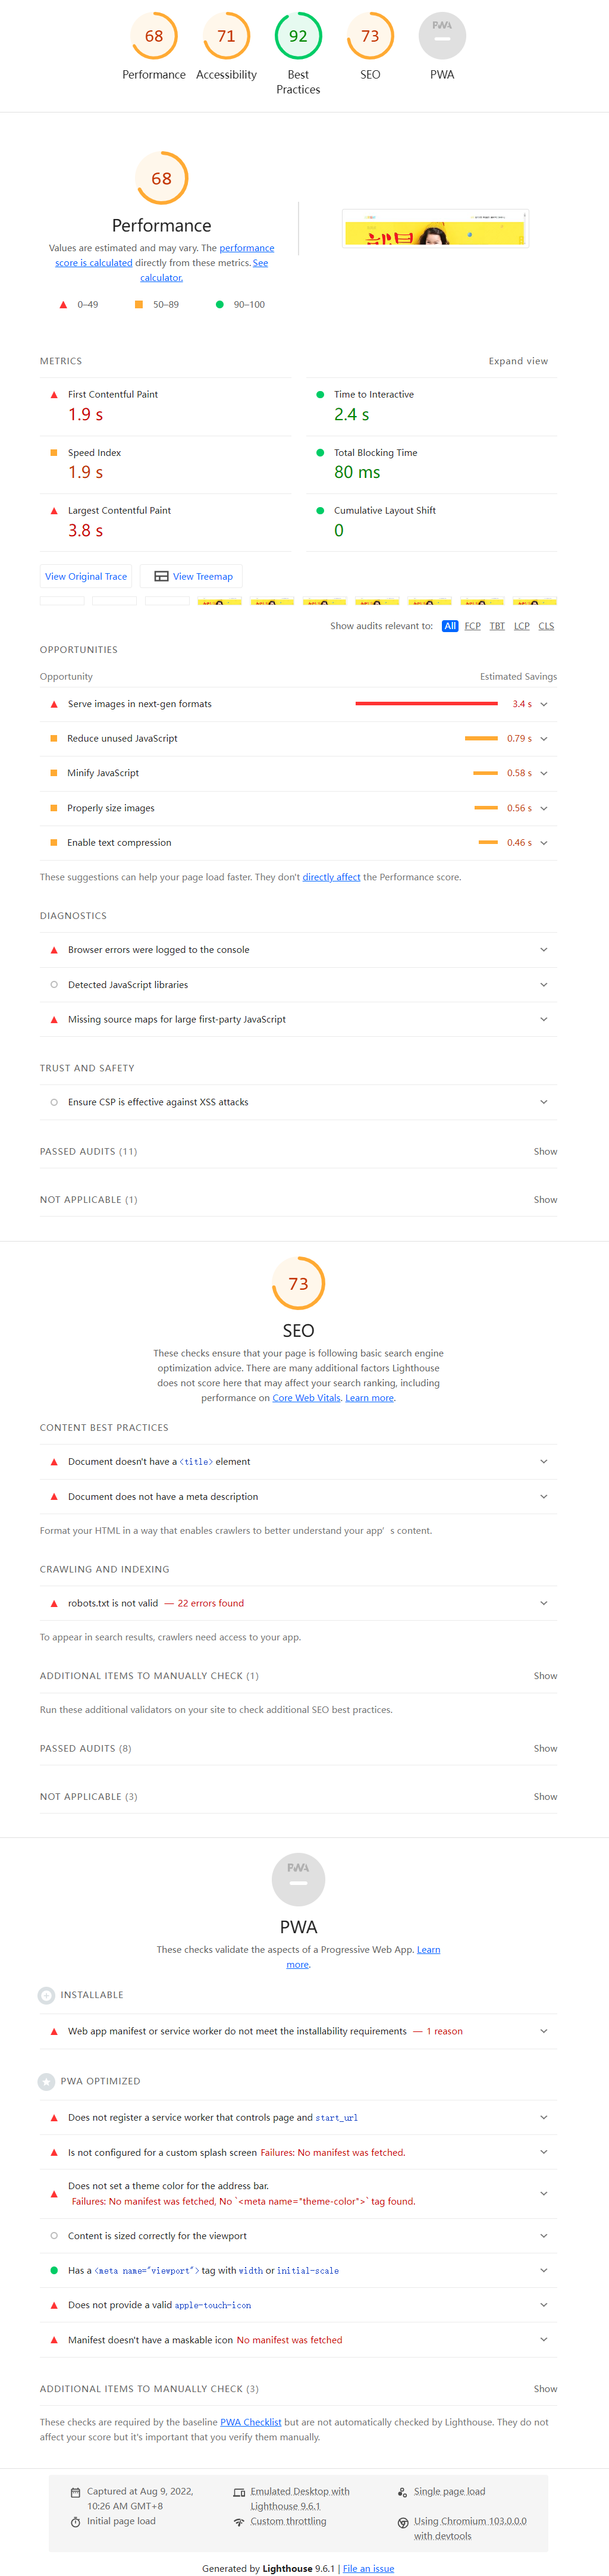 68 71 92 73 PWA
Performance Accessibility Best Practices SEO PWA
68
Performance
Values are estimated and may vary. The performance
score is calculated directly from these metrics. See
calculator.
0–49 50–89 90–100
就是
METRICS Expand view
First Contentful Paint
1.9 s
Time to Interactive
2.4 s
Speed Index
1.9 s
Total Blocking Time
80 ms
Largest Contentful Paint
3.8 s
Cumulative Layout Shift
0
View Original Trace View Treemap
Show audits relevant to: All FCP TBT LCP CLS
OPPORTUNITIES
Opportunity Estimated Savings
Serve images in next-gen formats 3.4 s
Reduce unused JavaScript 0.79 s
Minify JavaScript 0.58 s
Properly size images 0.56 s
Enable text compression 0.46 s
These suggestions can help your page load faster. They don't directly affect the Performance score.
DIAGNOSTICS
Browser errors were logged to the console
Detected JavaScript libraries
Missing source maps for large first-party JavaScript
TRUST AND SAFETY
Ensure CSP is effective against XSS attacks
PASSED AUDITS (11) Show
NOT APPLICABLE (1) Show
73
SEO
These checks ensure that your page is following basic search engine
optimization advice. There are many additional factors Lighthouse
does not score here that may affect your search ranking, including
performance on Core Web Vitals. Learn more.
CONTENT BEST PRACTICES
Document doesn't have a <title> element
Document does not have a meta description
Format your HTML in a way that enables crawlers to better understand your app's content.
CRAWLING AND INDEXING
robots.txt is not valid — 22 errors found
To appear in search results, crawlers need access to your app.
ADDITIONAL ITEMS TO MANUALLY CHECK (1) Show
Run these additional validators on your site to check additional SEO best practices.
PASSED AUDITS (8) Show
NOT APPLICABLE (3) Show
PWA
PWA
These checks validate the aspects of a Progressive Web App. Learn
more.
INSTALLABLE
Web app manifest or service worker do not meet the installability requirements — 1 reason
PWA OPTIMIZED
Does not register a service worker that controls page and start_url
Is not configured for a custom splash screen Failures: No manifest was fetched.
Does not set a theme color for the address bar.
Failures: No manifest was fetched, No `<meta name="theme-color">` tag found.
Content is sized correctly for the viewport
Has a <meta name="viewport"> tag with width or initial-scale
Does not provide a valid apple-touch-icon
Manifest doesn't have a maskable icon No manifest was fetched
ADDITIONAL ITEMS TO MANUALLY CHECK (3) Show
These checks are required by the baseline PWA Checklist but are not automatically checked by Lighthouse. They do not
affect your score but it's important that you verify them manually.
Captured at Aug 9, 2022,
10:26 AM GMT+8
Emulated Desktop with
Lighthouse 9.6.1
Single page load
Initial page load
Custom throttling
Using Chromium 103.0.0.0
with devtools
Generated by Lighthouse 9.6.1 | File an issue